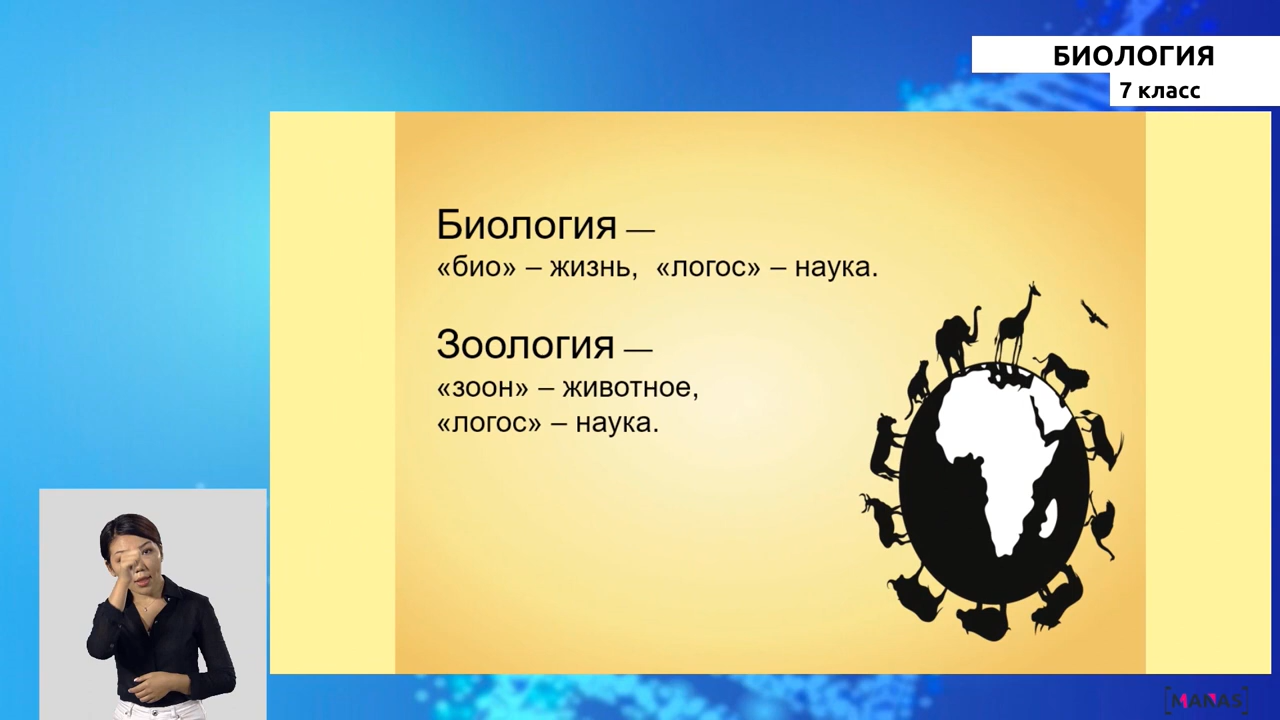 БИОЛОГИЯ
7 класс
Биология —
«био» – жизнь,  «логос» – наука.
Зоология —
«зоон» – животное,
«логос» – наука.
[MANAS]